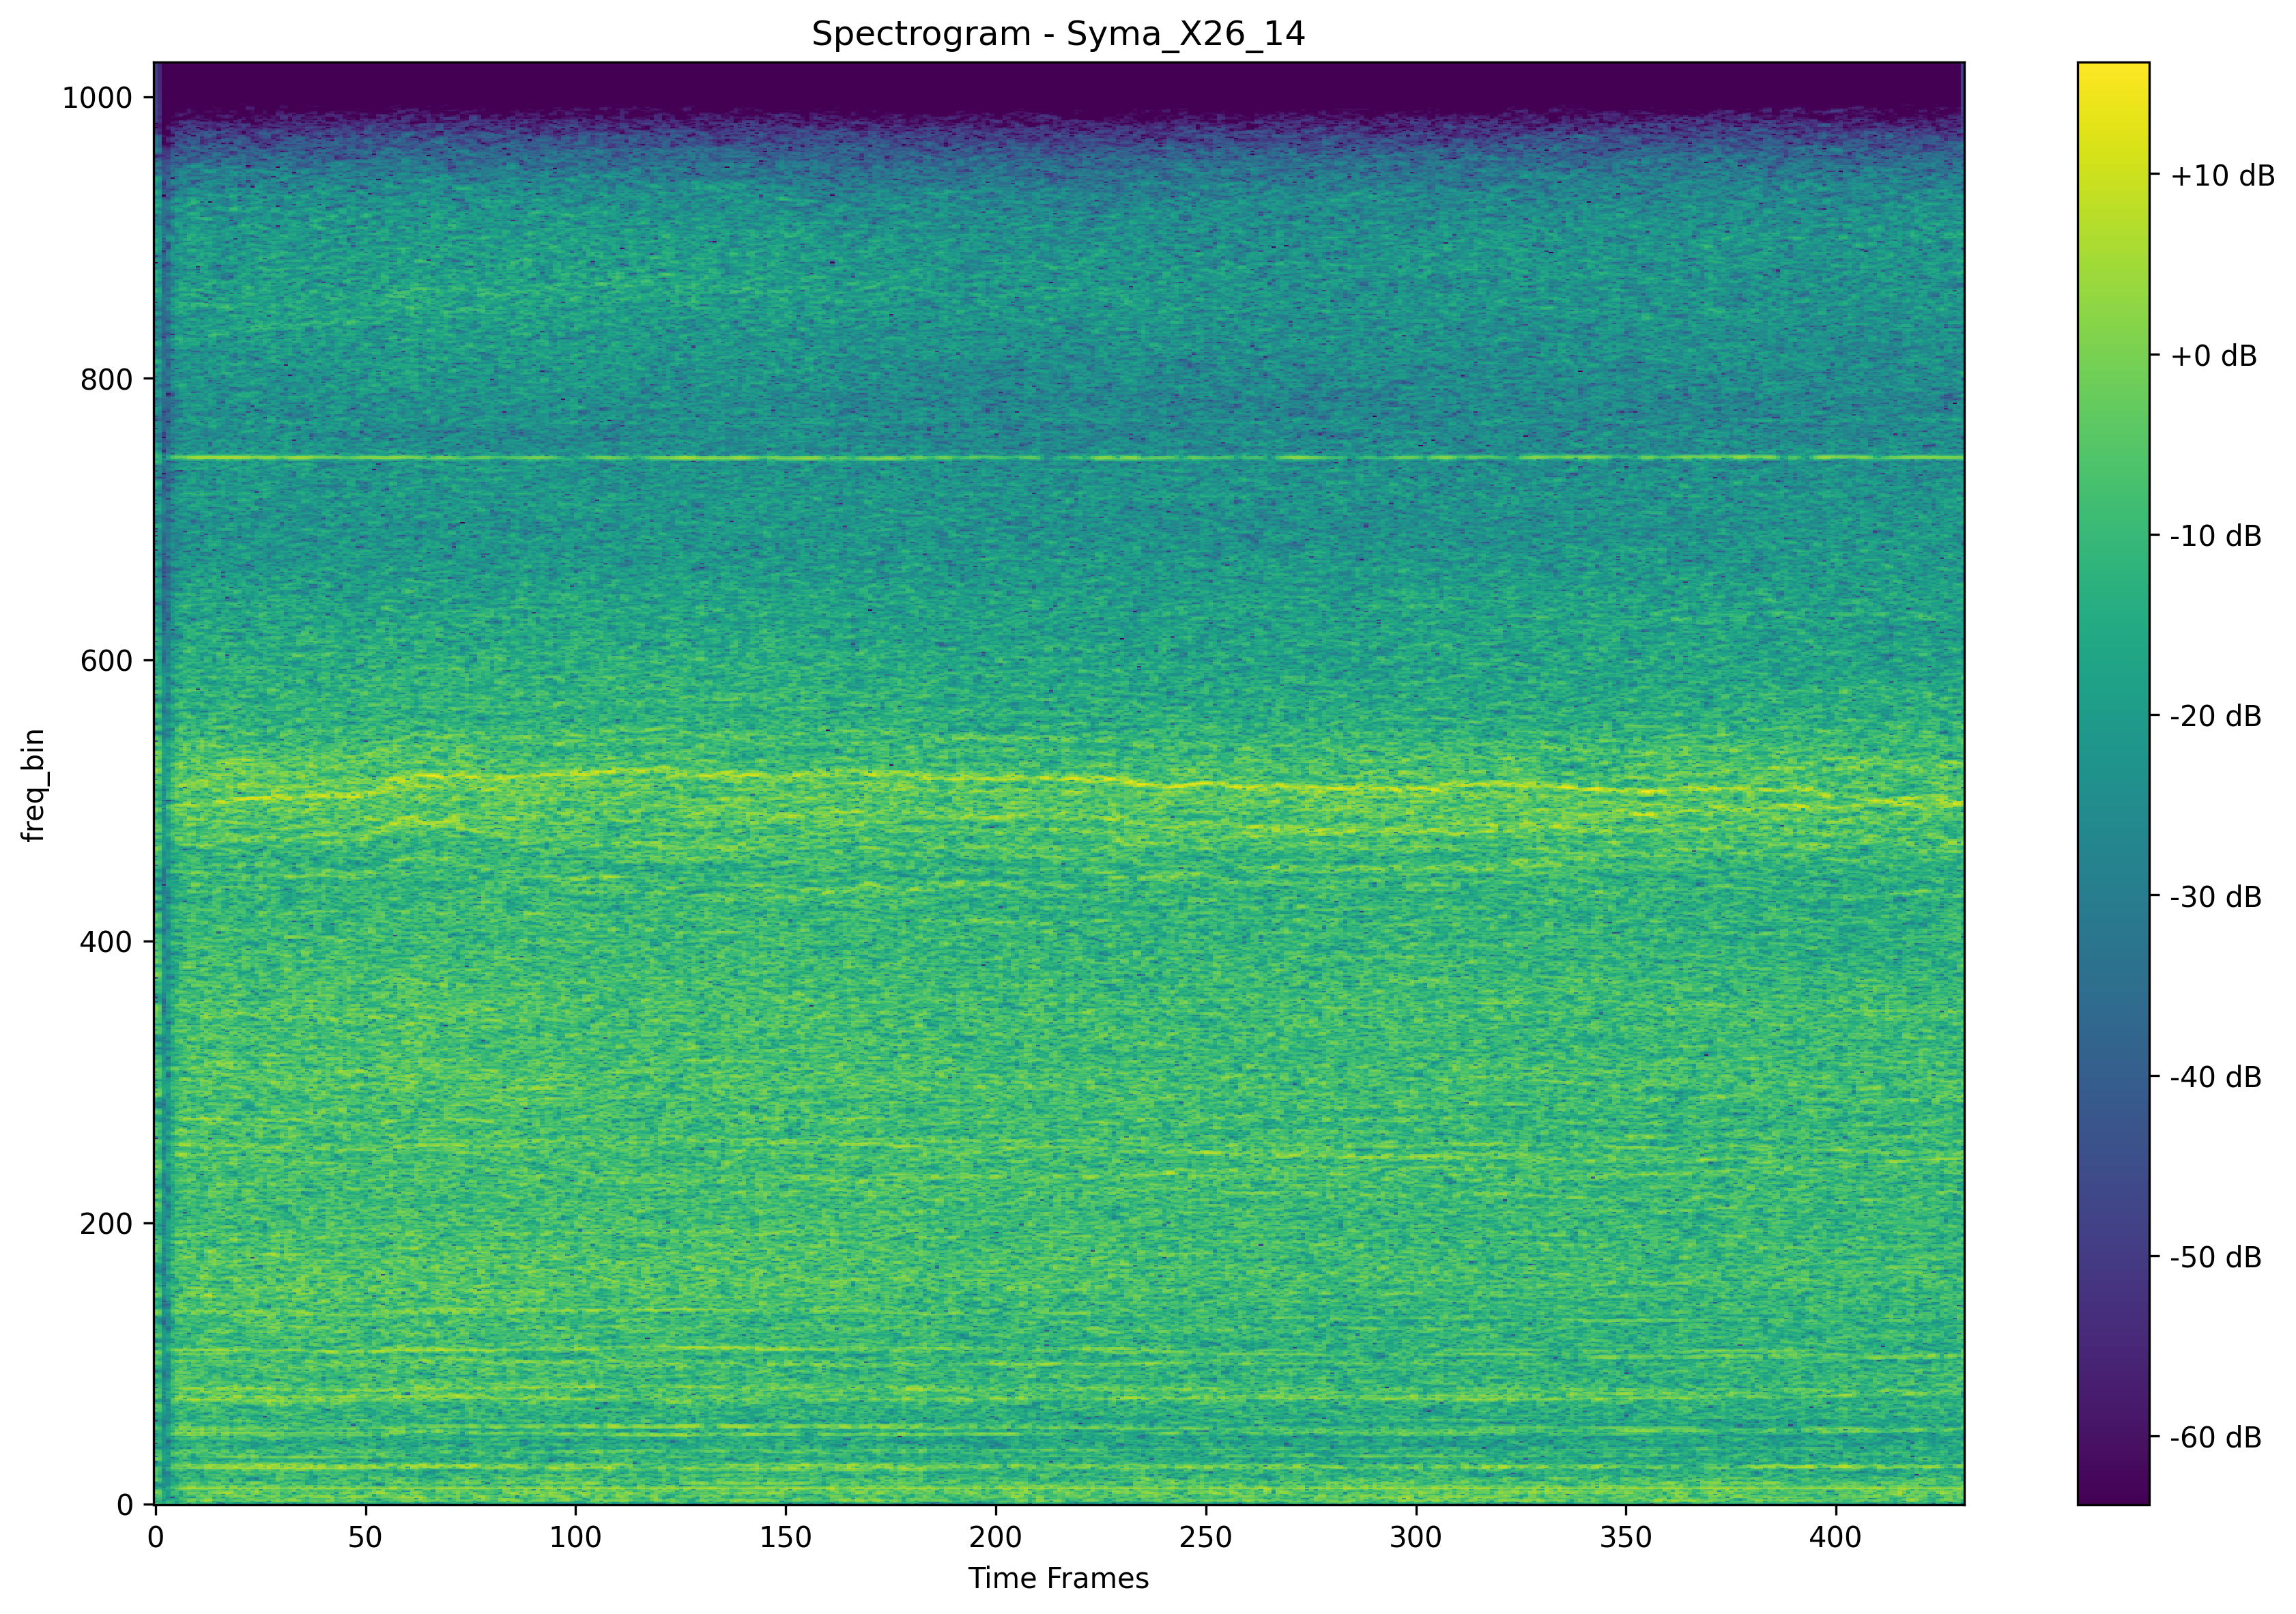 Spectrogram - Syma_X26_14
1000
800
600
400
200
0
freq_bin
0 50 100 150 200 250 300 350 400
Time Frames
+10 dB
+0 dB
-10 dB
-20 dB
-30 dB
-40 dB
-50 dB
-60 dB